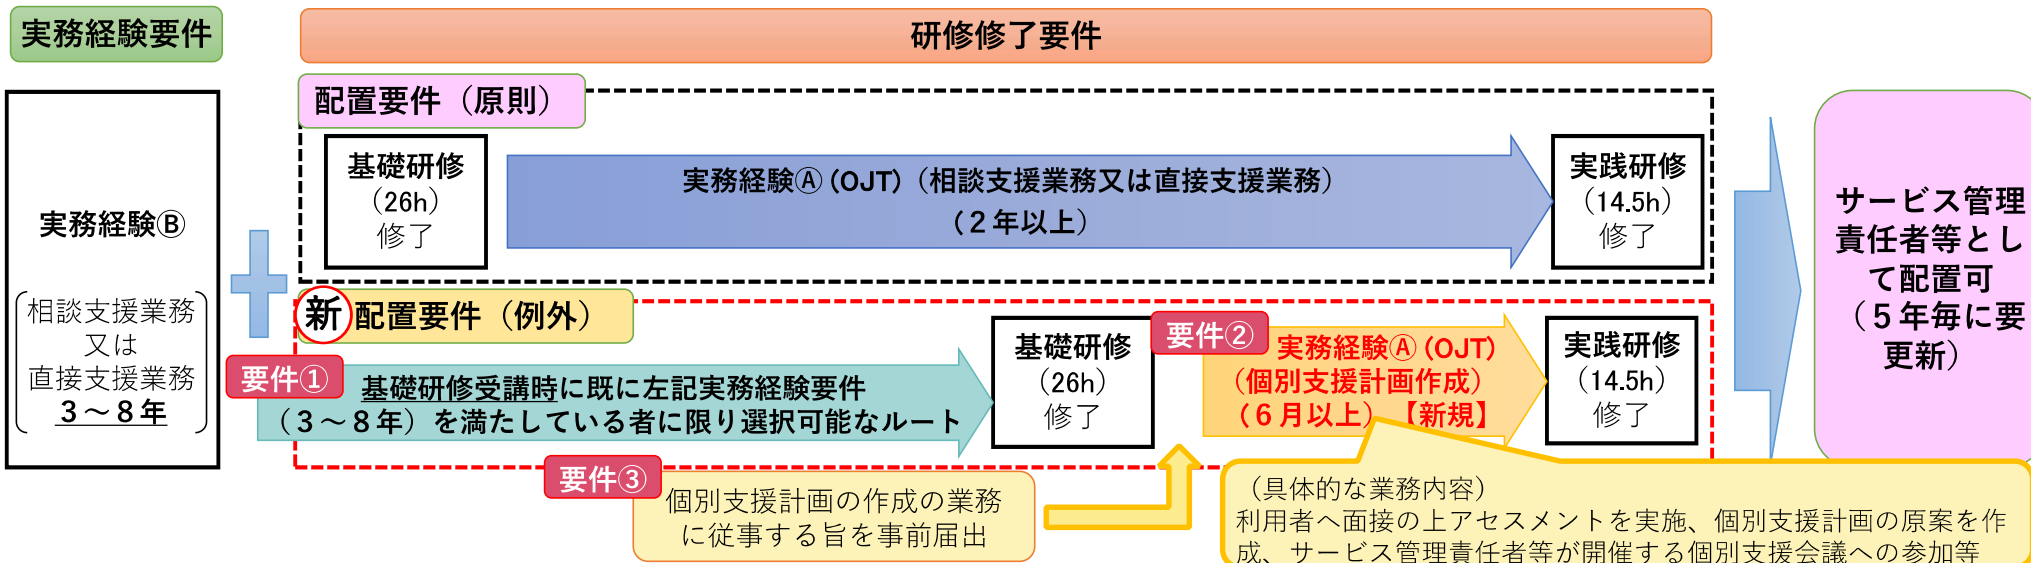 実務経験要件
研修修了要件
実務経験Ⓑ
相談支援業務
又は
直接支援業務
３～８年
配置要件（原則）
基礎研修
（26h）
修了
実務経験Ⓐ（OJT）（相談支援業務又は直接支援業務）
（２年以上）
実践研修
（14.5h）
修了
新
配置要件（例外）
要件①
基礎研修受講時に既に左記実務経験要件
（３～８年）を満たしている者に限り選択可能なルート
基礎研修
（26h）
修了
要件②
実務経験Ⓐ（OJT）
（個別支援計画作成）
（６月以上）【新規】
実践研修
（14.5h）
修了
要件③
個別支援計画の作成の業務
に従事する旨を事前届出
（具体的な業務内容）
利用者へ面接の上アセスメントを実施、個別支援計画の原案を作
成、サービス管理責任者等が開催する個別支援会議への参加等
サービス管理
責任者等とし
て配置可
（５年毎に要
更新）